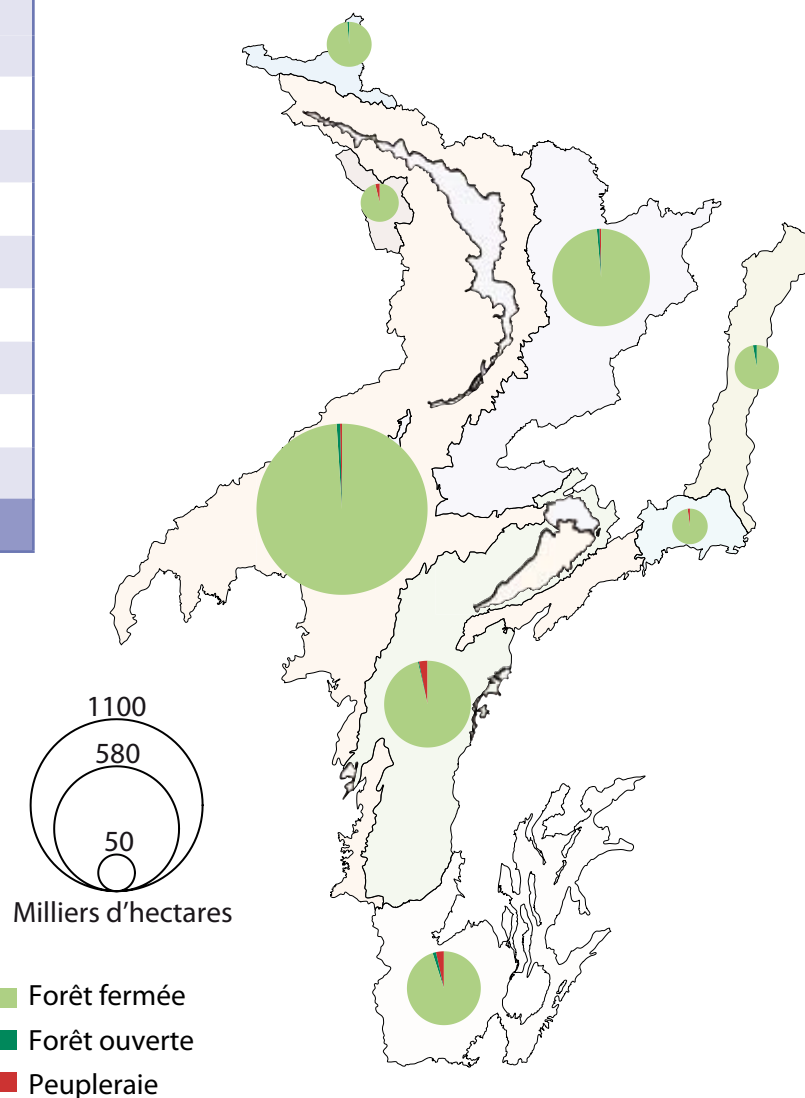 1100
580
50
Milliers d’hectares
Forêt fermée
Forêt ouverte
Peupleraie